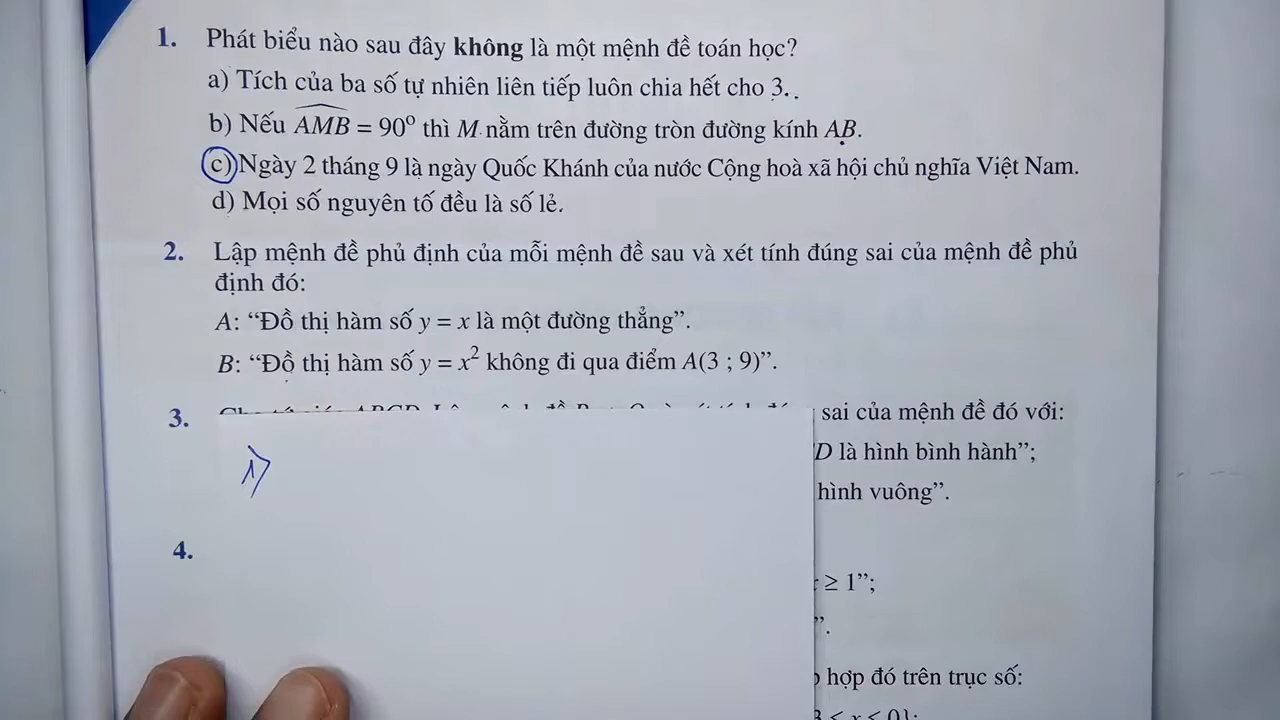 1. Phát biểu nào sau đây không là một mệnh đề toán học?
a) Tích của ba số tự nhiên liên tiếp luôn chia hết cho 3.
b) Nếu AMB = 90° thì M nằm trên đường tròn đường kính AB.
c) Ngày 2 tháng 9 là ngày Quốc Khánh của nước Cộng hoà xã hội chủ nghĩa Việt Nam.
d) Mọi số nguyên tố đều là số lẻ.
2. Lập mệnh đề phủ định của mỗi mệnh đề sau và xét tính đúng sai của mệnh đề phủ
định đó:
A: “Đồ thị hàm số y = x là một đường thẳng”.
B: “Đồ thị hàm số y = x² không đi qua điểm A(3 ; 9)”.
3. sai của mệnh đề đó với:
D là hình bình hành”;
1)
hình vuông”.
4.
≥ 1”;
”.
hợp đó trên trục số:
< x < 0};